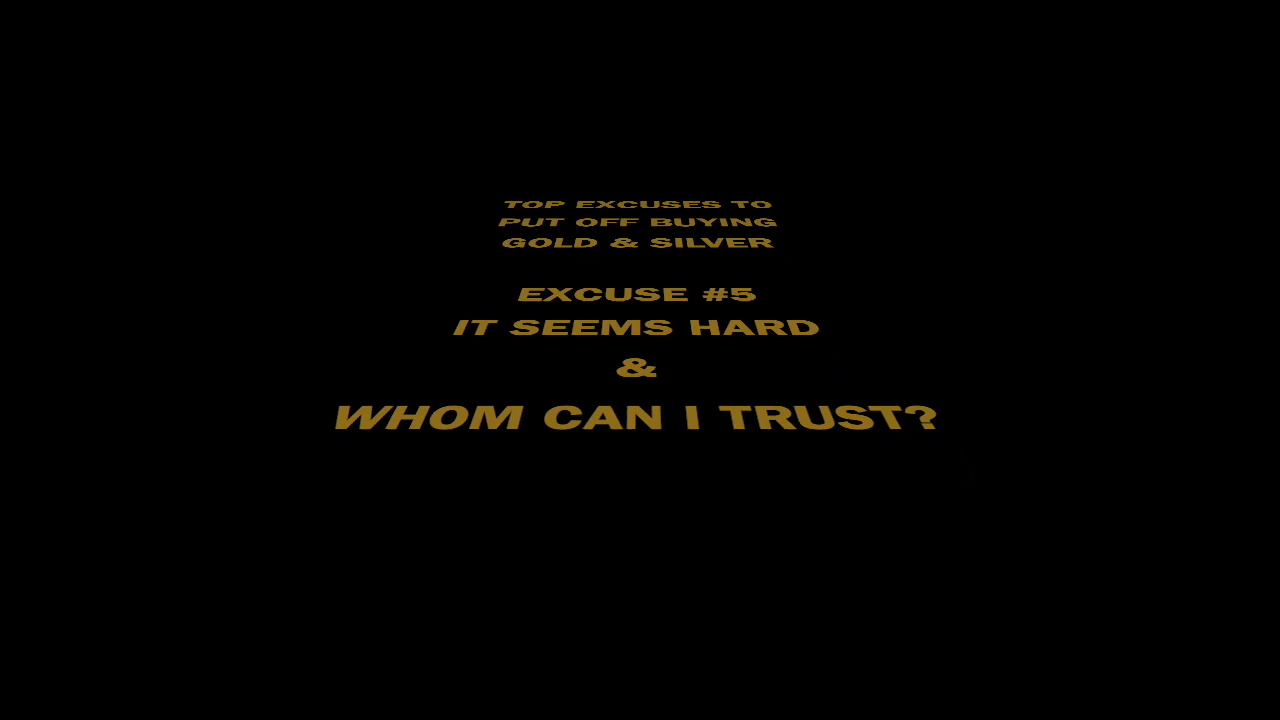 TOP EXCUSES TO
PUT OFF BUYING
GOLD & SILVER
EXCUSE #5
IT SEEMS HARD
&
WHOM CAN I TRUST?